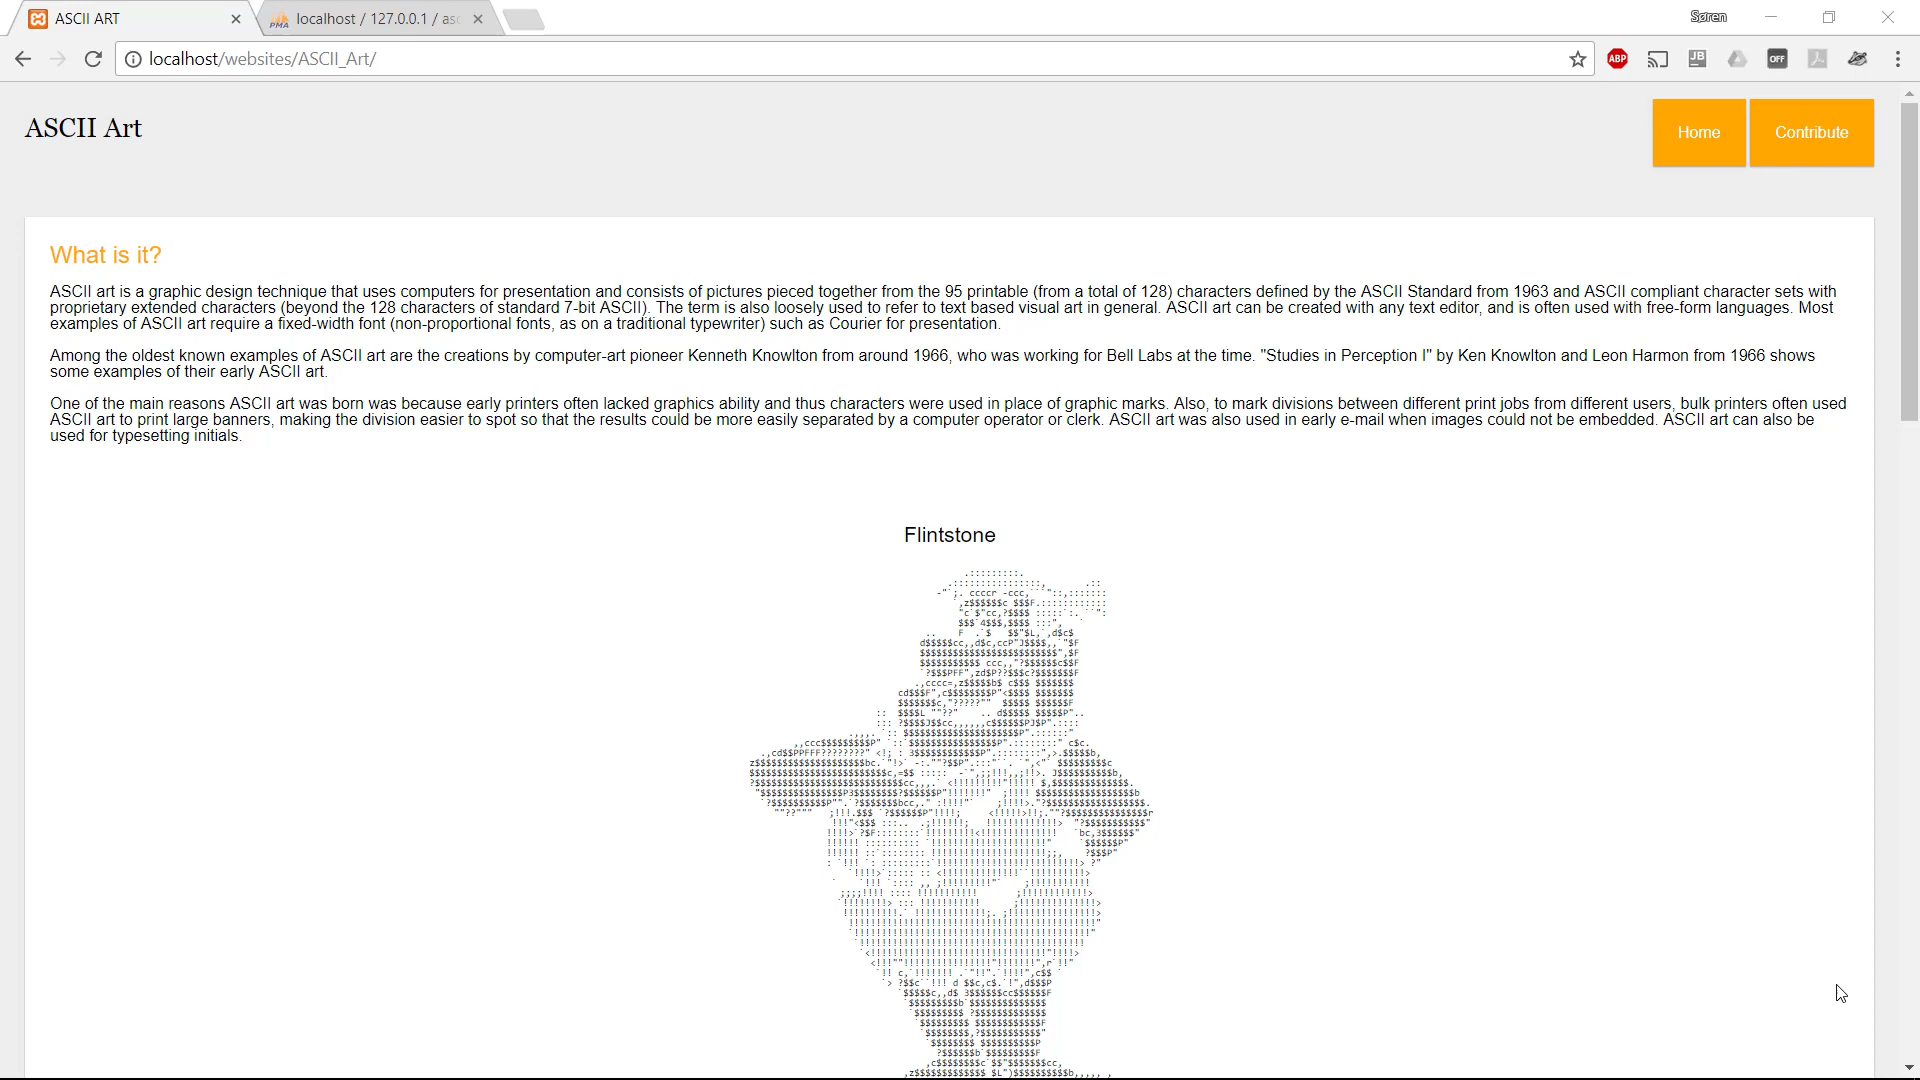 ASCII ART
localhost / 127.0.0.1 / asc
Søren
localhost/websites/ASCII_Art/
ABP
JB
OFF
ASCII Art
Home
Contribute
What is it?
ASCII art is a graphic design technique that uses computers for presentation and consists of pictures pieced together from the 95 printable (from a total of 128) characters defined by the ASCII Standard from 1963 and ASCII compliant character sets with
proprietary extended characters (beyond the 128 characters of standard 7-bit ASCII). The term is also loosely used to refer to text based visual art in general. ASCII art can be created with any text editor, and is often used with free-form languages. Most
examples of ASCII art require a fixed-width font (non-proportional fonts, as on a traditional typewriter) such as Courier for presentation.
Among the oldest known examples of ASCII art are the creations by computer-art pioneer Kenneth Knowlton from around 1966, who was working for Bell Labs at the time. "Studies in Perception I" by Ken Knowlton and Leon Harmon from 1966 shows
some examples of their early ASCII art.
One of the main reasons ASCII art was born was because early printers often lacked graphics ability and thus characters were used in place of graphic marks. Also, to mark divisions between different print jobs from different users, bulk printers often used
ASCII art to print large banners, making the division easier to spot so that the results could be more easily separated by a computer operator or clerk. ASCII art was also used in early e-mail when images could not be embedded. ASCII art can also be
used for typesetting initials.
Flintstone